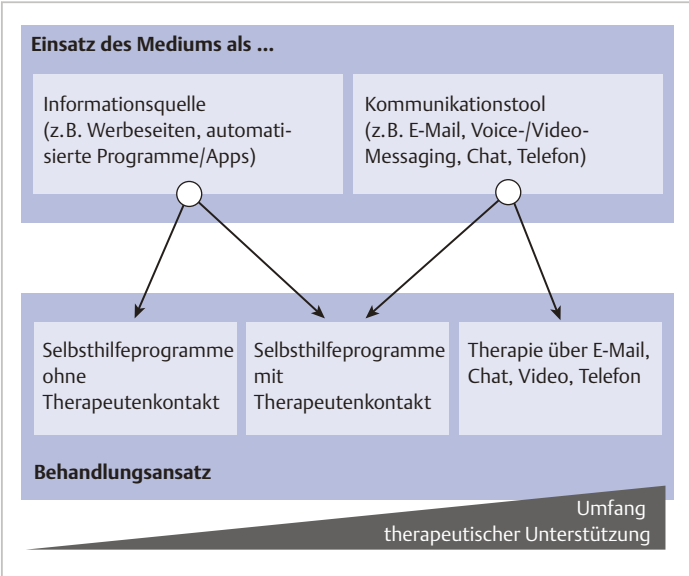 Einsatz des Mediums als ...
Informationsquelle
(z.B. Werbeseiten, automati-
sierte Programme/Apps)
Kommunikationstool
(z.B. E-Mail, Voice-/Video-
Messaging, Chat, Telefon)
Selbsthilfeprogramme
ohne
Therapeutenkontakt
Selbsthilfeprogramme
mit
Therapeutenkontakt
Therapie über E-Mail,
Chat, Video, Telefon
Behandlungsansatz
Umfang
therapeutischer Unterstützung